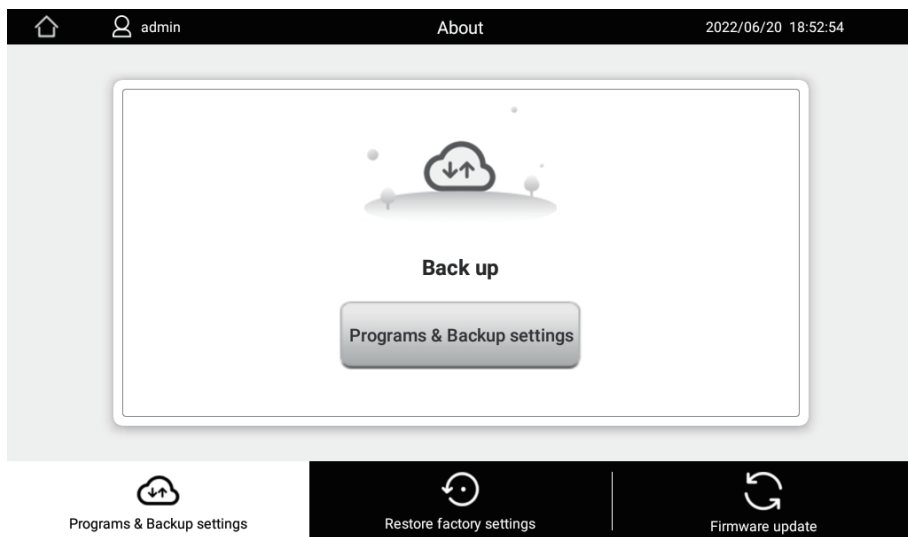 admin
About
2022/06/20 18:52:54
Back up
Programs & Backup settings
Programs & Backup settings
Restore factory settings
Firmware update